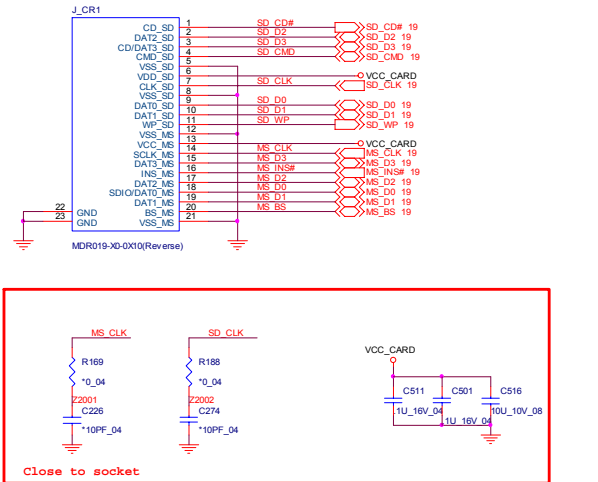 J_CR1
CD_SD 1 SD_CD# SD_CD# 19
DAT2_SD 2 SD_D2 SD_D2 19
CD/DAT3_SD 3 SD_D3 SD_D3 19
CMD_SD 4 SD_CMD SD_CMD 19
VSS_SD 5
VDD_SD 6 VCC_CARD
CLK_SD 7 SD_CLK SD_CLK 19
VSS_SD 8
DAT0_SD 9 SD_D0 SD_D0 19
DAT1_SD 10 SD_D1 SD_D1 19
WP_SD 11 SD_WP SD_WP 19
VSS_MS 12
VCC_MS 13 VCC_CARD
SCLK_MS 14 MS_CLK MS_CLK 19
DAT3_MS 15 MS_D3 MS_D3 19
INS_MS 16 MS_INS# MS_INS# 19
DAT2_MS 17 MS_D2 MS_D2 19
SDIO/DAT0_MS 18 MS_D0 MS_D0 19
DAT1_MS 19 MS_D1 MS_D1 19
22 GND BS_MS 20 MS_BS MS_BS 19
23 GND VSS_MS 21
MDR019-X0-0X10(Reverse)
MS_CLK SD_CLK
VCC_CARD
R169 R188
*0_04 *0_04
Z2001 Z2002
C226 C274
*10PF_04 *10PF_04
C511 C501 C516
.1U_16V_04 .1U_16V_04 10U_10V_08
Close to socket